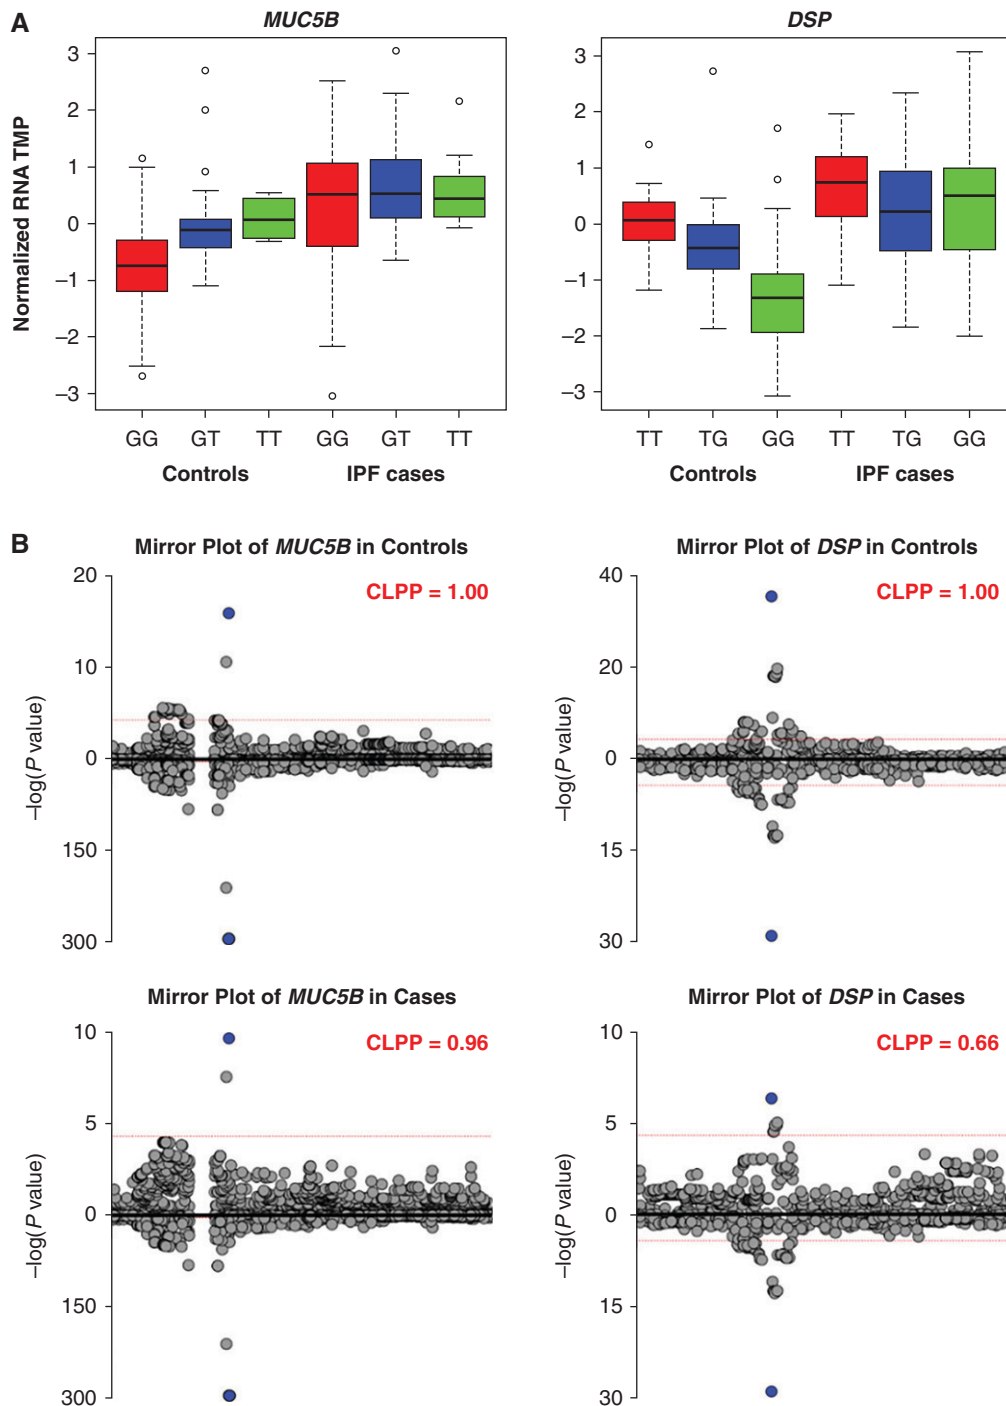 A
MUC5B
DSP
Normalized RNA TMP
3
2
1
0
−1
−2
−3
GG GT TT GG GT TT
Controls IPF cases
3
2
1
0
−1
−2
−3
TT TG GG TT TG GG
Controls IPF cases
B
Mirror Plot of MUC5B in Controls
CLPP = 1.00
−log(P value)
20
10
0
150
300
Mirror Plot of DSP in Controls
CLPP = 1.00
−log(P value)
40
20
0
15
30
Mirror Plot of MUC5B in Cases
CLPP = 0.96
−log(P value)
10
5
0
150
300
Mirror Plot of DSP in Cases
CLPP = 0.66
−log(P value)
10
5
0
15
30